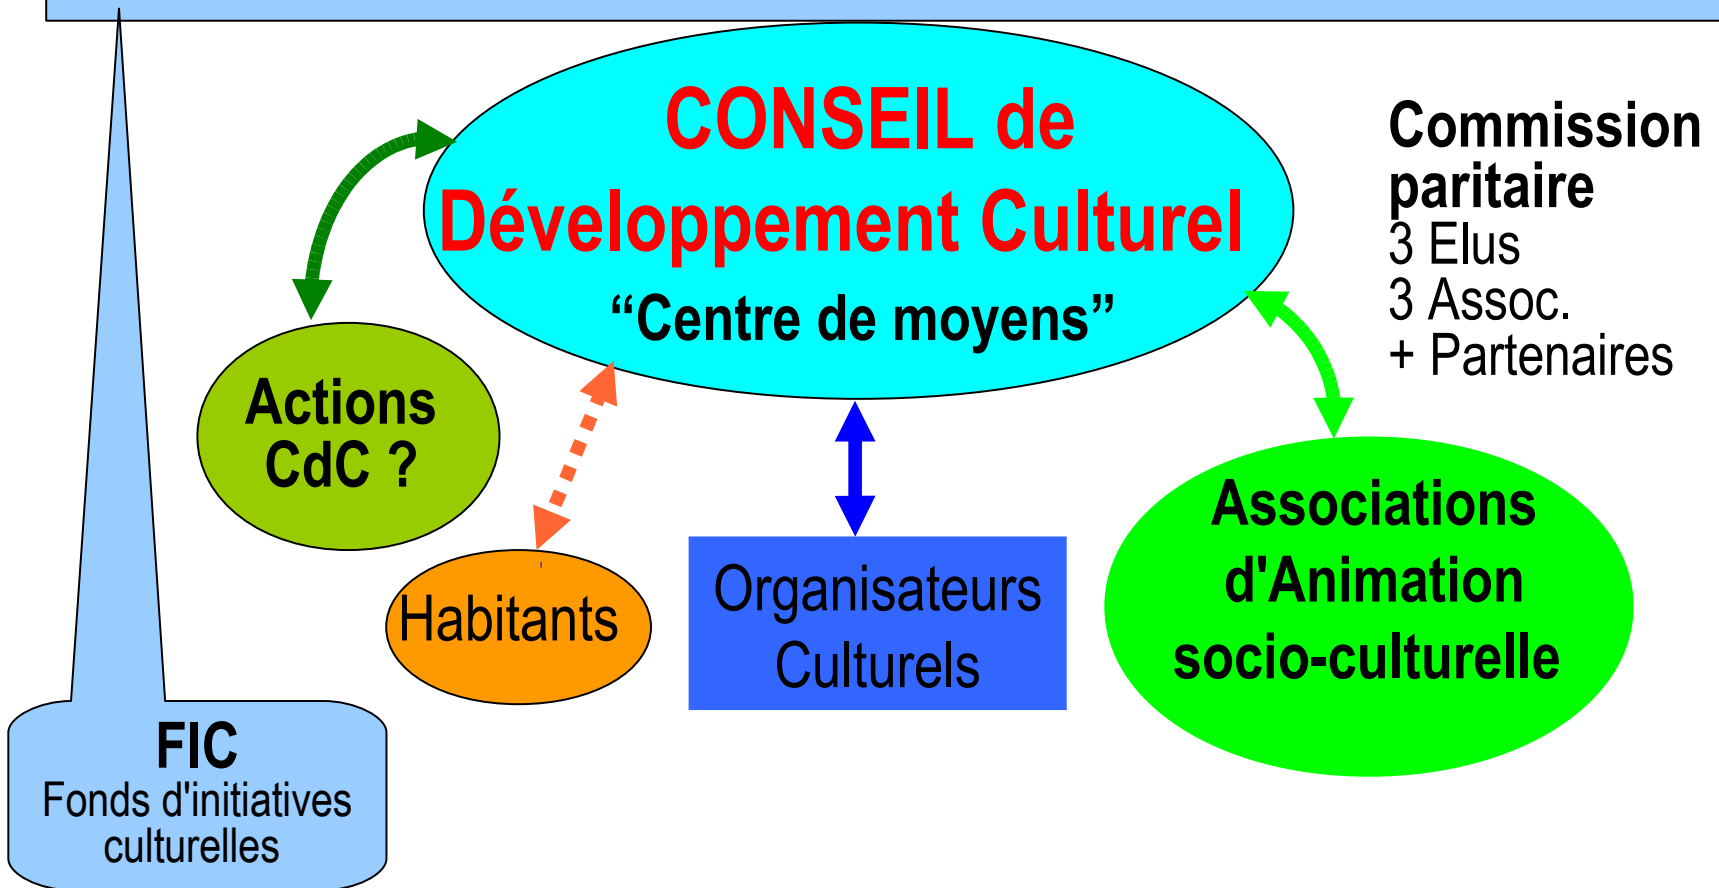 CONSEIL de
Développement Culturel
“Centre de moyens”
Commission
paritaire
3 Elus
3 Assoc.
+ Partenaires
Actions
CdC ?
Habitants
Organisateurs
Culturels
Associations
d'Animation
socio-culturelle
FIC
Fonds d'initiatives
culturelles